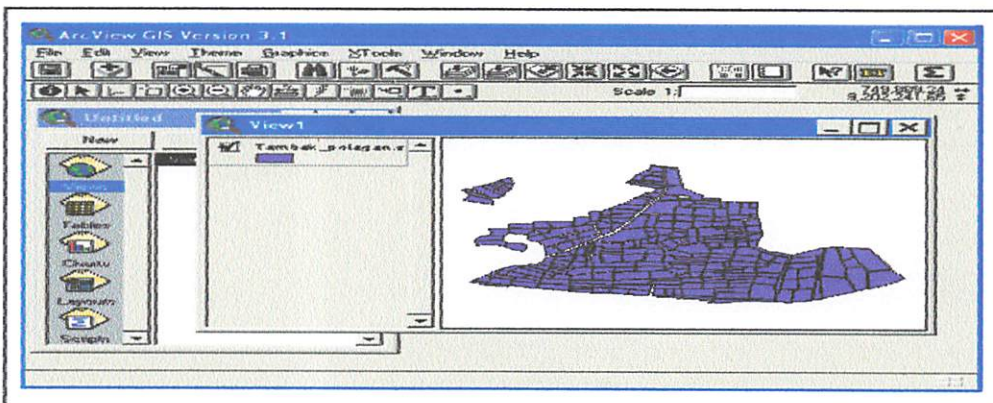 ArcView GIS Version 3.1
File Edit View Theme Graphics XTools Window Help
Scale 1:
Untitled
New
View1
Tambak_polagan.s
Views
Tables
Charts
Layouts
Scripts